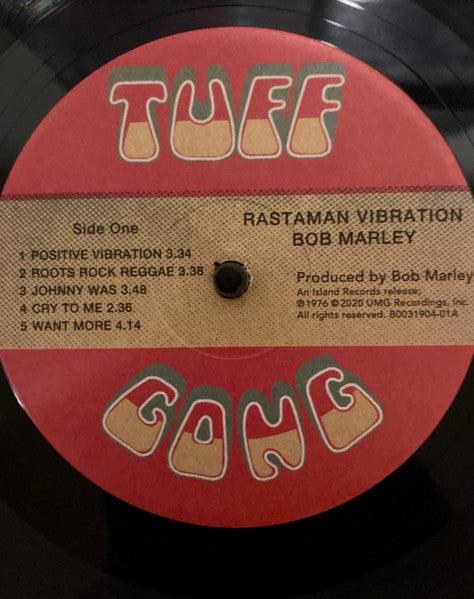 TUFF
Side One
1 POSITIVE VIBRATION 3.34
2 ROOTS ROCK REGGAE 3.38
3 JOHNNY WAS 3.48
4 CRY TO ME 2.36
5 WANT MORE 4.14
RASTAMAN VIBRATION
BOB MARLEY
Produced by Bob Marley
An Island Records release;
℗ 1976 © 2020 UMG Recordings, Inc.
All rights reserved. B0031904-01A
GONG